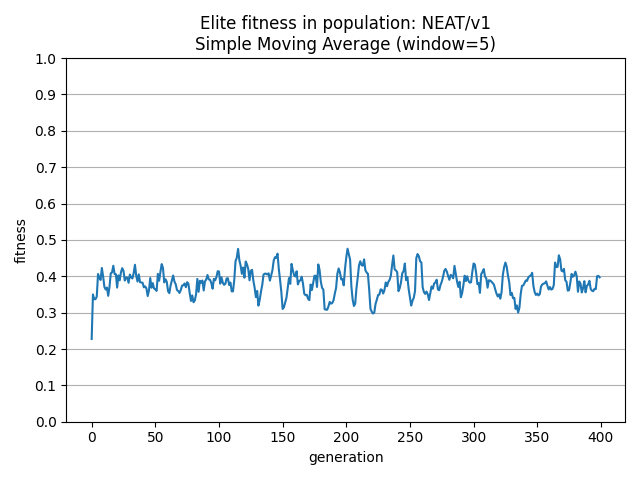 Elite fitness in population: NEAT/v1
Simple Moving Average (window=5)
1.0
0.9
0.8
0.7
0.6
0.5
0.4
0.3
0.2
0.1
0.0
fitness
0 50 100 150 200 250 300 350 400
generation